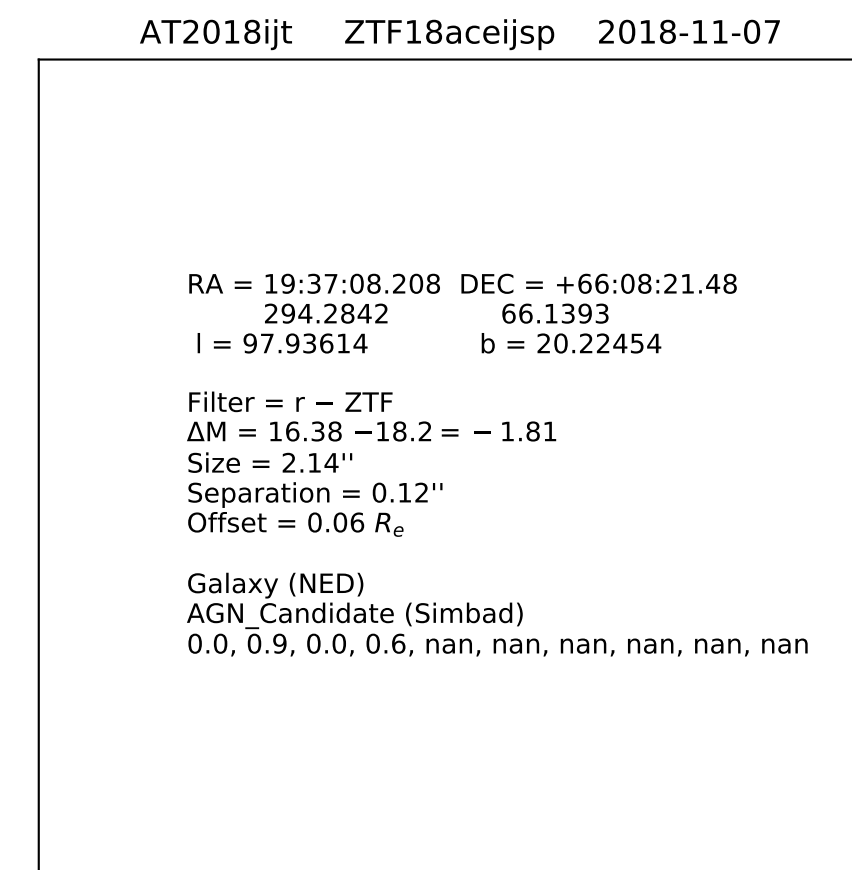 AT2018ijt ZTF18aceijsp 2018-11-07
RA = 19:37:08.208 DEC = +66:08:21.48
294.2842 66.1393
l = 97.93614 b = 20.22454
Filter = r − ZTF
ΔM = 16.38 −18.2 = − 1.81
Size = 2.14''
Separation = 0.12''
Offset = 0.06 Re
Galaxy (NED)
AGN_Candidate (Simbad)
0.0, 0.9, 0.0, 0.6, nan, nan, nan, nan, nan, nan